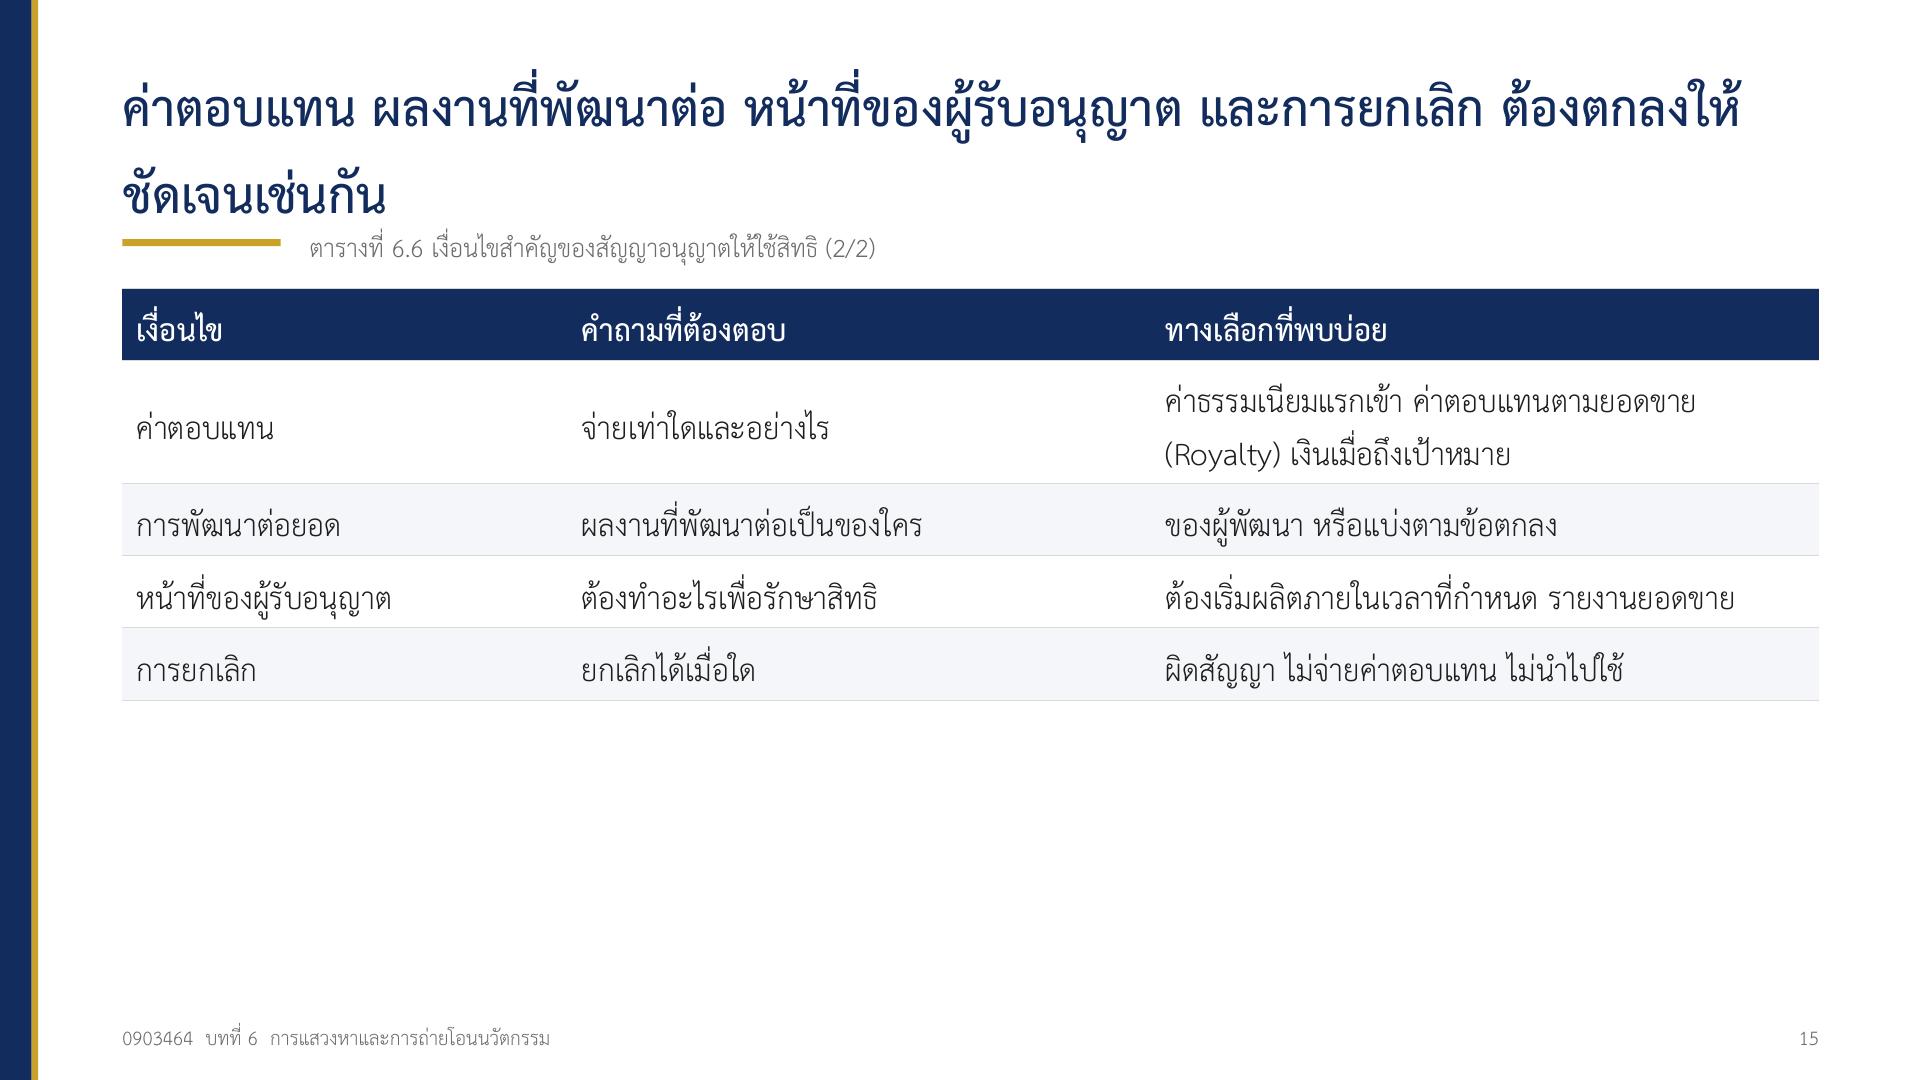 ค่าตอบแทน ผลงานที่พัฒนาต่อ หน้าที่ของผู้รับอนุญาต และการยกเลิก ต้องตกลงให้
ชัดเจนเช่นกัน
ตารางที่ 6.6 เงื่อนไขสำคัญของสัญญาอนุญาตให้ใช้สิทธิ (2/2)
เงื่อนไข คำถามที่ต้องตอบ ทางเลือกที่พบบ่อย
ค่าตอบแทน จ่ายเท่าใดและอย่างไร ค่าธรรมเนียมแรกเข้า ค่าตอบแทนตามยอดขาย
(Royalty) เงินเมื่อถึงเป้าหมาย
การพัฒนาต่อยอด ผลงานที่พัฒนาต่อเป็นของใคร ของผู้พัฒนา หรือแบ่งตามข้อตกลง
หน้าที่ของผู้รับอนุญาต ต้องทำอะไรเพื่อรักษาสิทธิ ต้องเริ่มผลิตภายในเวลาที่กำหนด รายงานยอดขาย
การยกเลิก ยกเลิกได้เมื่อใด ผิดสัญญา ไม่จ่ายค่าตอบแทน ไม่นำไปใช้
0903464 บทที่ 6 การแสวงหาและการถ่ายโอนนวัตกรรม 15